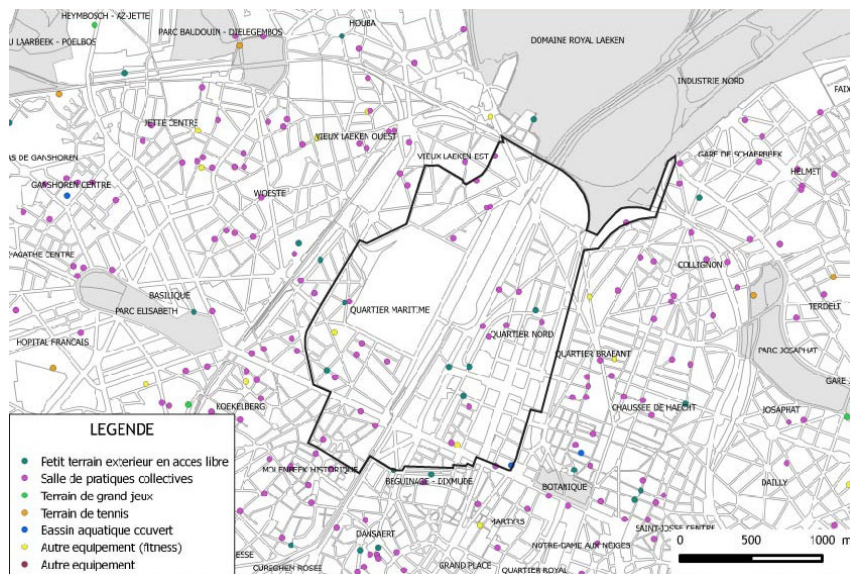 HEYMBOSCH - AZ-JETTE
HOUBA
PARC BAUDOUIN - DIELEGEMBOS
DOMAINE ROYAL LAEKEN
LAARBEEK - POELBOS
INDUSTRIE NORD
JETTE CENTRE
VIEUX LAEKEN OUEST
VIEUX LAEKEN EST
GARE DE SCHAERBEEK
AS DE GANSHOREN
HELMET
GANSHOREN CENTRE
WOESTE
AGATHE CENTRE
COLLIGNON
BASILIQUE
PARC ELISABETH
QUARTIER MARITIME
TERDELT
QUARTIER NORD
HOPITAL FRANCAIS
QUARTIER BRABANT
PARC JOSAPHAT
GARE J
KOEKELBERG
CHAUSSEE DE HAECHT
JOSAPHAT
MOLENBEEK HISTORIQUE
BEGUINAGE - DIXMUDE
BOTANIQUE
DAILLY
MARTYRS
SAINT-JOSSE CENTRE
DANSAERT
NOTRE-DAME AUX NEIGES
ESSE
CUREGHEM ROSEE
GRAND PLACE
QUARTIER ROYAL
LEGENDE
Petit terrain exterieur en acces libre
Salle de pratiques collectives
Terrain de grand jeux
Terrain de tennis
Bassin aquatique couvert
Autre equipement (fitness)
Autre equipement
0 500 1000 m